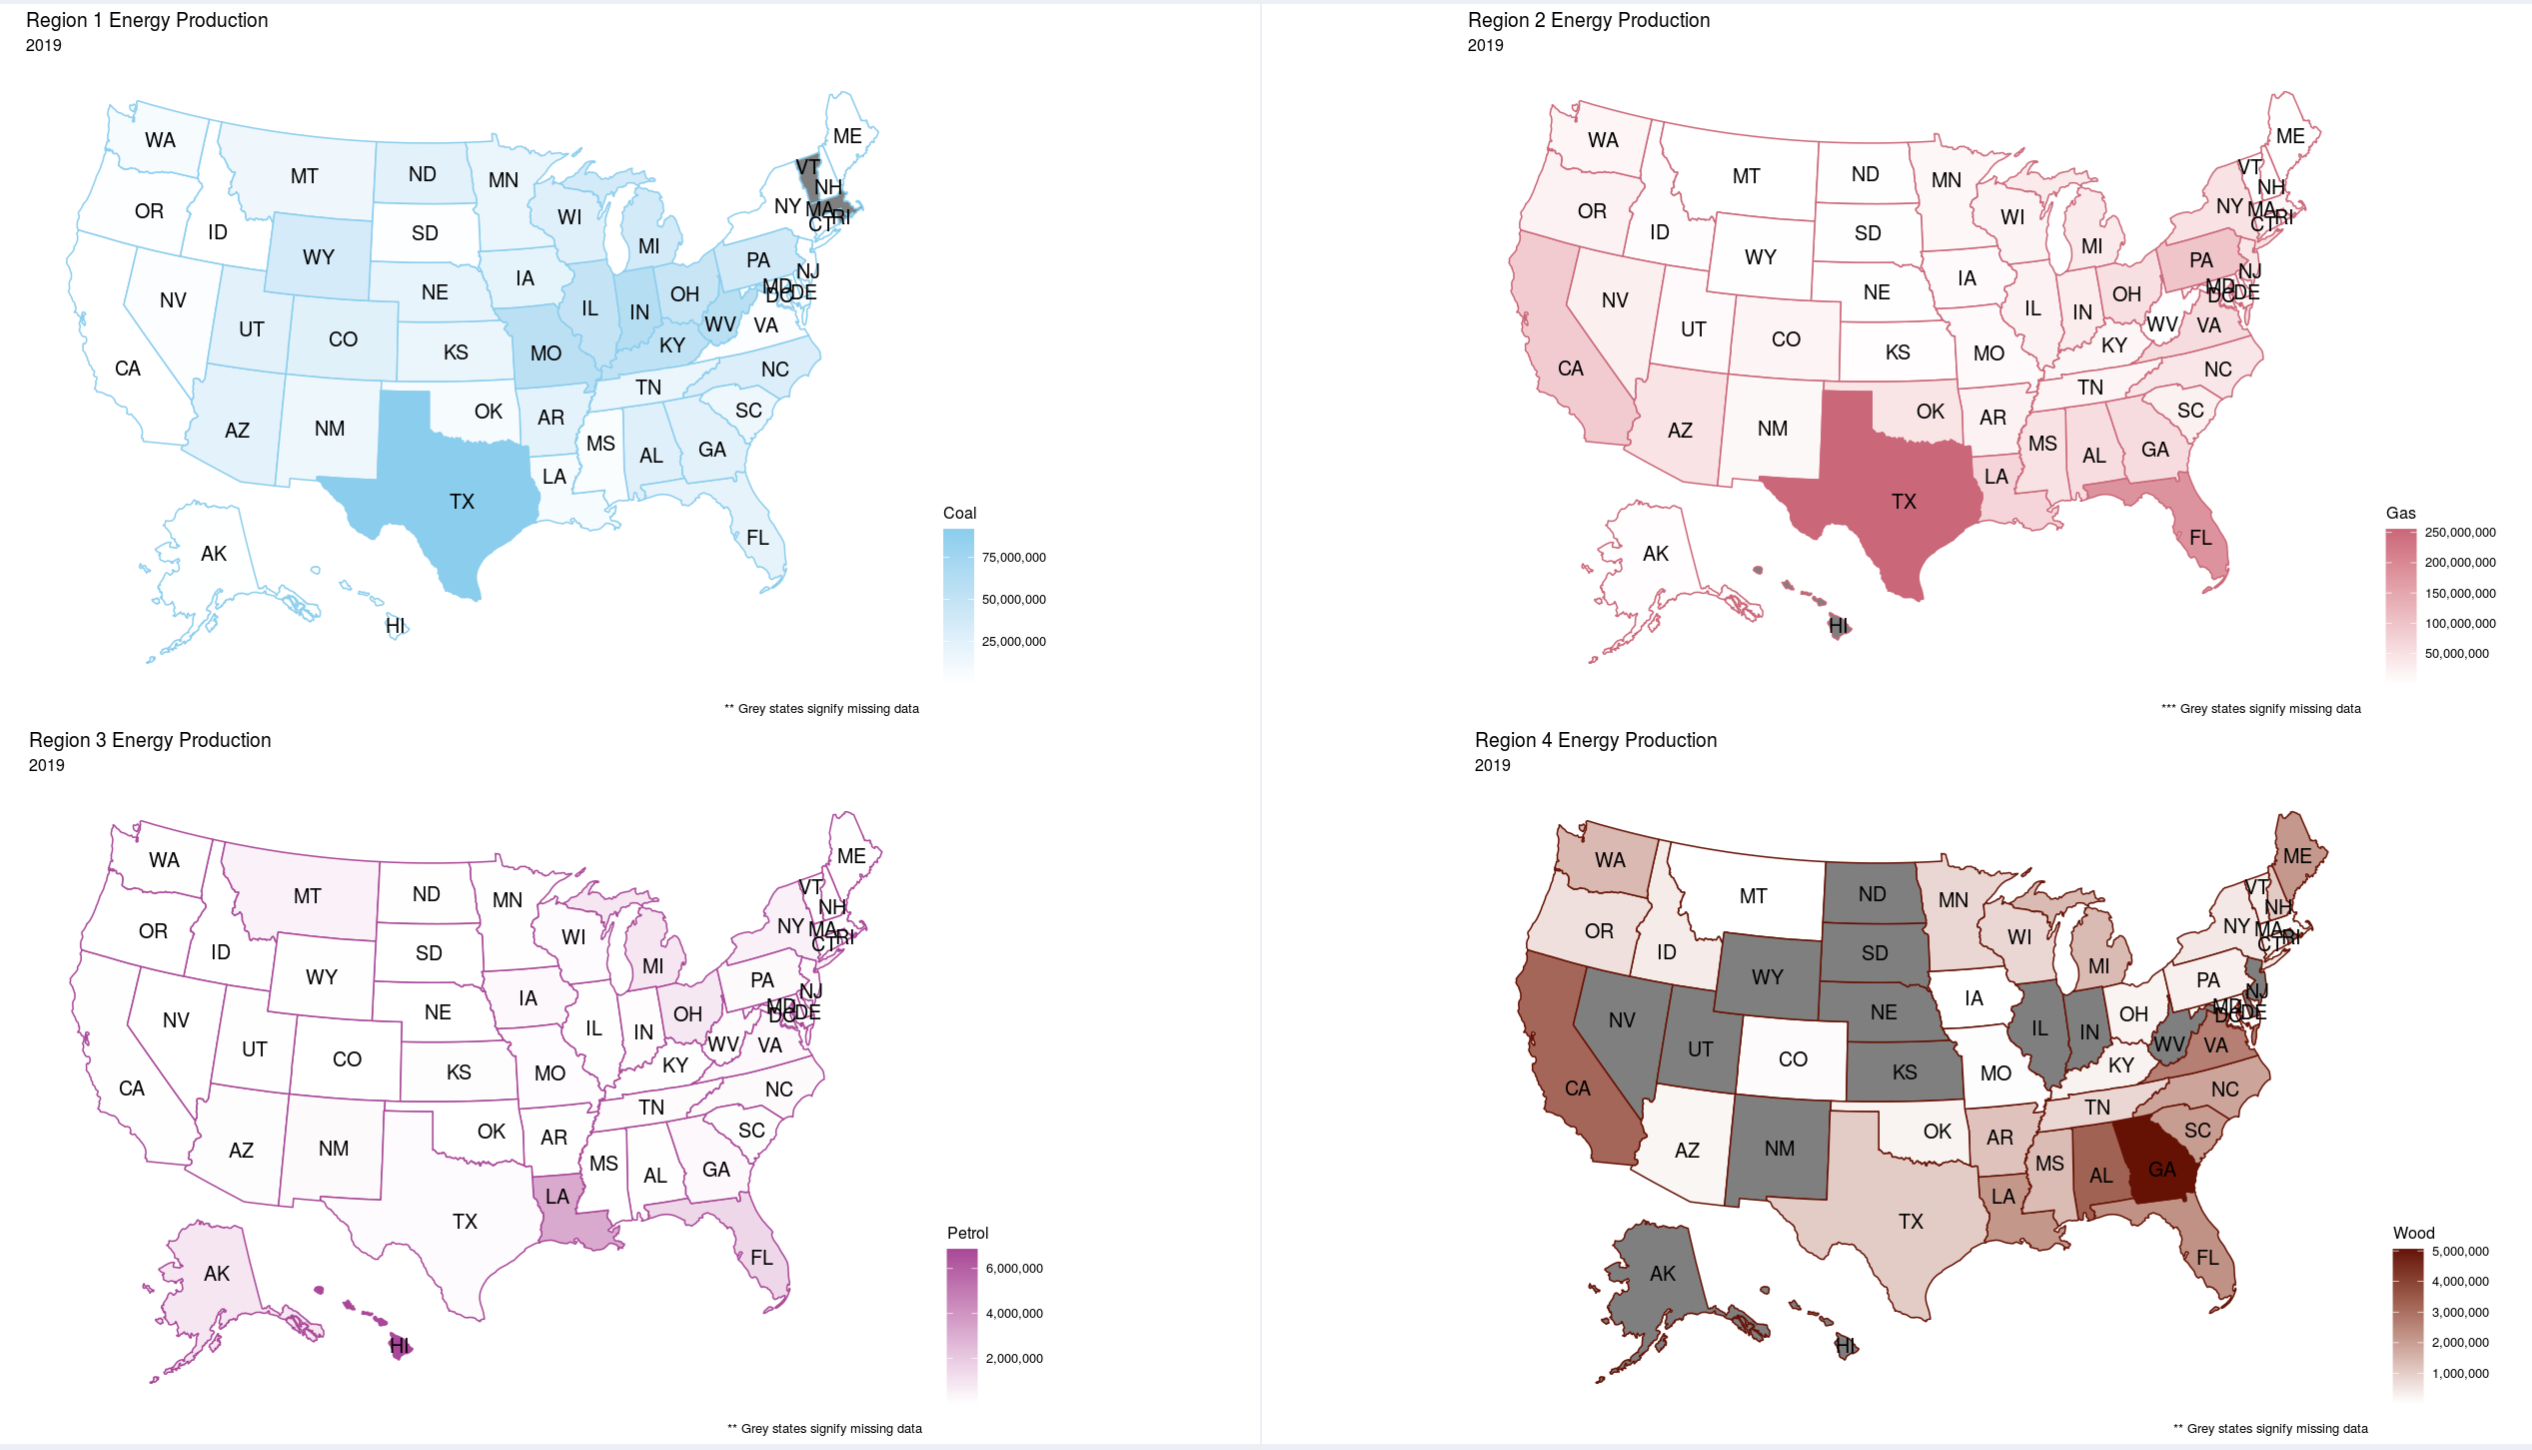 Region 1 Energy Production
2019
WA
MT
ND
MN
ME
VT
NH
OR
ID
WY
SD
WI
MI
NY
MA
CT
RI
NV
UT
CO
NE
IA
IL
IN
OH
PA
NJ
MD
DC
DE
WV
VA
CA
KS
MO
KY
NC
TN
AZ
NM
OK
AR
SC
MS
AL
GA
LA
TX
FL
AK
HI
Coal
75,000,000
50,000,000
25,000,000
** Grey states signify missing data
Region 2 Energy Production
2019
WA
MT
ND
MN
ME
VT
NH
OR
ID
WY
SD
WI
MI
NY
MA
CT
RI
NV
UT
CO
NE
IA
IL
IN
OH
PA
NJ
MD
DC
DE
WV
VA
CA
KS
MO
KY
NC
TN
AZ
NM
OK
AR
SC
MS
AL
GA
LA
TX
FL
AK
HI
Gas
250,000,000
200,000,000
150,000,000
100,000,000
50,000,000
*** Grey states signify missing data
Region 3 Energy Production
2019
WA
MT
ND
MN
ME
VT
NH
OR
ID
WY
SD
WI
MI
NY
MA
CT
RI
NV
UT
CO
NE
IA
IL
IN
OH
PA
NJ
MD
DC
DE
WV
VA
CA
KS
MO
KY
NC
TN
AZ
NM
OK
AR
SC
MS
AL
GA
LA
TX
FL
AK
HI
Petrol
6,000,000
4,000,000
2,000,000
** Grey states signify missing data
Region 4 Energy Production
2019
WA
MT
ND
MN
ME
VT
NH
OR
ID
WY
SD
WI
MI
NY
MA
CT
RI
NV
UT
CO
NE
IA
IL
IN
OH
PA
NJ
MD
DC
DE
WV
VA
CA
KS
MO
KY
NC
TN
AZ
NM
OK
AR
SC
MS
AL
GA
LA
TX
FL
AK
HI
Wood
5,000,000
4,000,000
3,000,000
2,000,000
1,000,000
** Grey states signify missing data